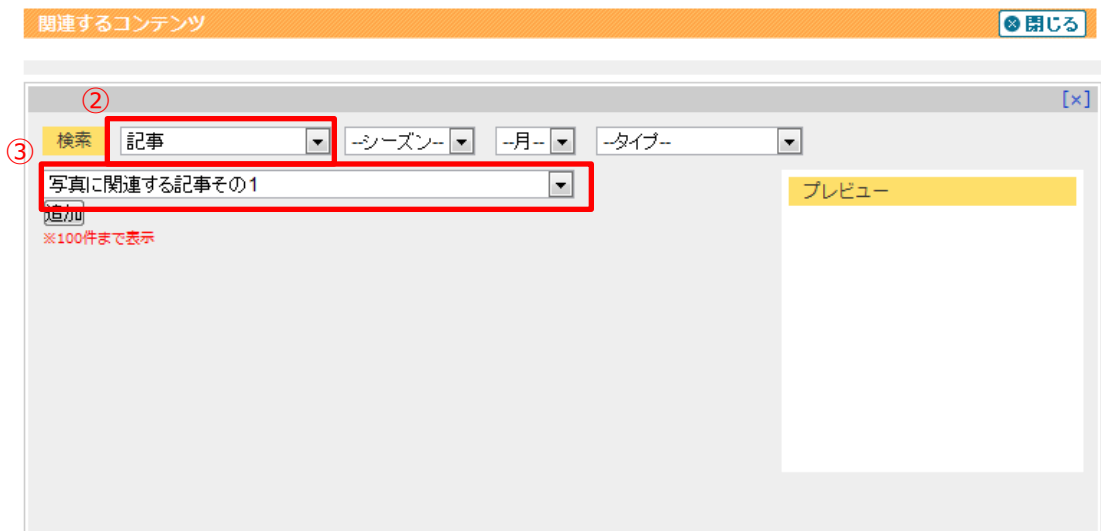 関連するコンテンツ
閉じる
[×]
②
検索 記事 --シーズン-- --月-- --タイプ--
③
写真に関連する記事その1
追加
※100件まで表示
プレビュー